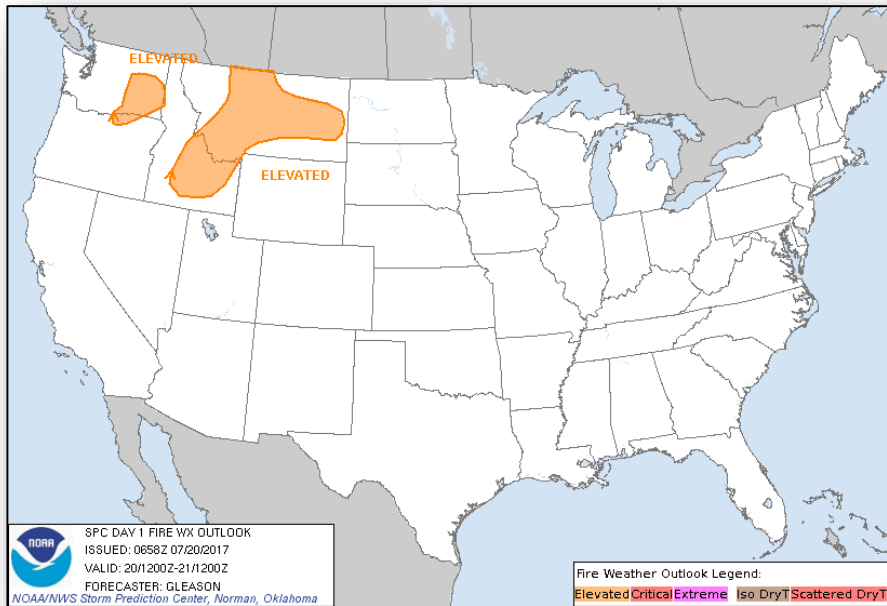 ELEVATED
ELEVATED
NOAA
SPC DAY 1 FIRE WX OUTLOOK
ISSUED: 0658Z 07/20/2017
VALID: 20/1200Z-21/1200Z
FORECASTER: GLEASON
NOAA/NWS Storm Prediction Center, Norman, Oklahoma
Fire Weather Outlook Legend:
Elevated Critical Extreme Iso DryT Scattered DryT